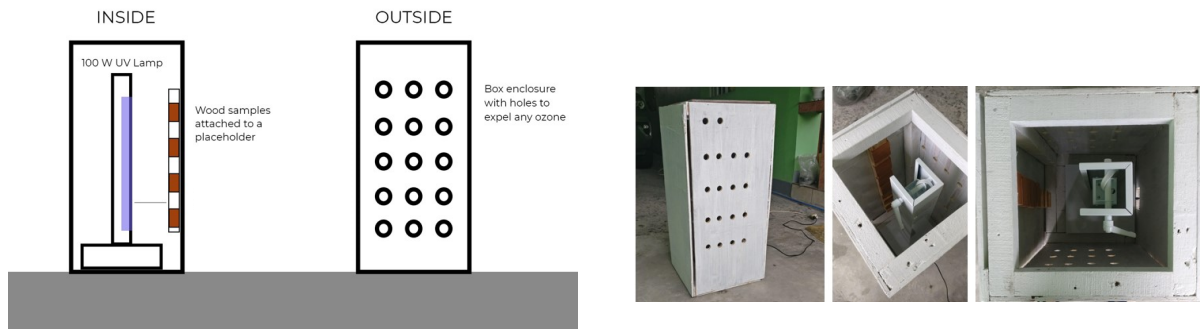 INSIDE
OUTSIDE
100 W UV Lamp
Wood samples
attached to a
placeholder
Box enclosure
with holes to
expel any ozone